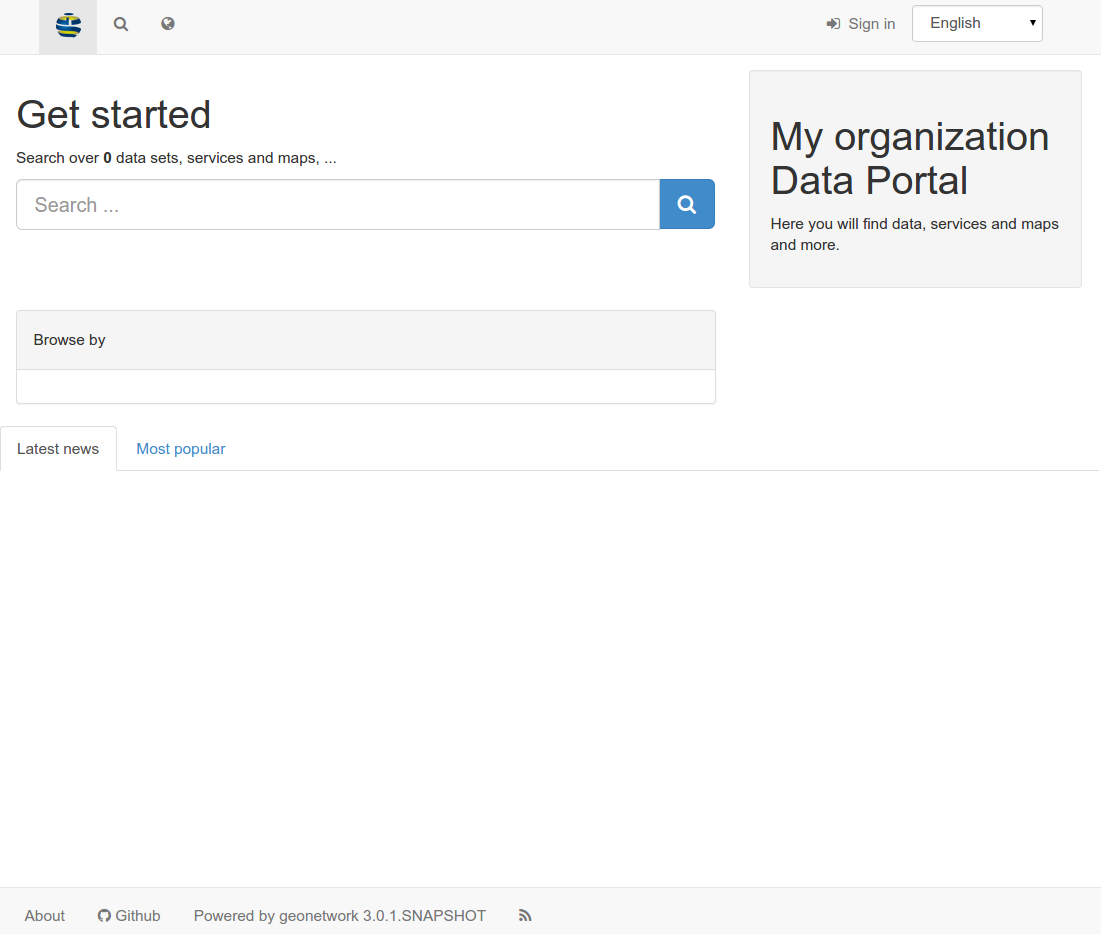 Sign in
English
Get started
Search over 0 data sets, services and maps, ...
Search ...
My organization
Data Portal
Here you will find data, services and maps
and more.
Browse by
Latest news
Most popular
About
Github
Powered by geonetwork 3.0.1.SNAPSHOT